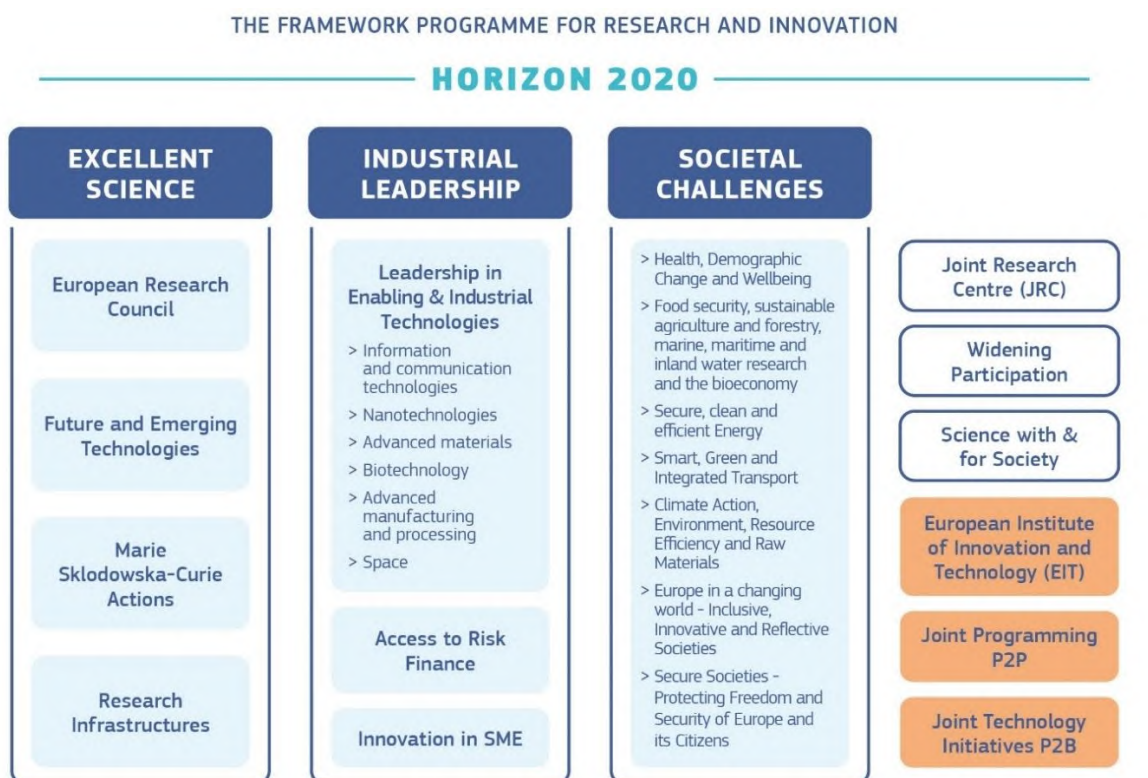 THE FRAMEWORK PROGRAMME FOR RESEARCH AND INNOVATION
HORIZON 2020
EXCELLENT
SCIENCE
European Research
Council
Future and Emerging
Technologies
Marie
Sklodowska-Curie
Actions
Research
Infrastructures
INDUSTRIAL
LEADERSHIP
Leadership in
Enabling & Industrial
Technologies
> Information
and communication
technologies
> Nanotechnologies
> Advanced materials
> Biotechnology
> Advanced
manufacturing
and processing
> Space
Access to Risk
Finance
Innovation in SME
SOCIETAL
CHALLENGES
> Health, Demographic
Change and Wellbeing
> Food security, sustainable
agriculture and forestry,
marine, maritime and
inland water research
and the bioeconomy
> Secure, clean and
efficient Energy
> Smart, Green and
Integrated Transport
> Climate Action,
Environment, Resource
Efficiency and Raw
Materials
> Europe in a changing
world - Inclusive,
Innovative and Reflective
Societies
> Secure Societies -
Protecting Freedom and
Security of Europe and
its Citizens
Joint Research
Centre (JRC)
Widening
Participation
Science with &
for Society
European Institute
of Innovation and
Technology (EIT)
Joint Programming
P2P
Joint Technology
Initiatives P2B